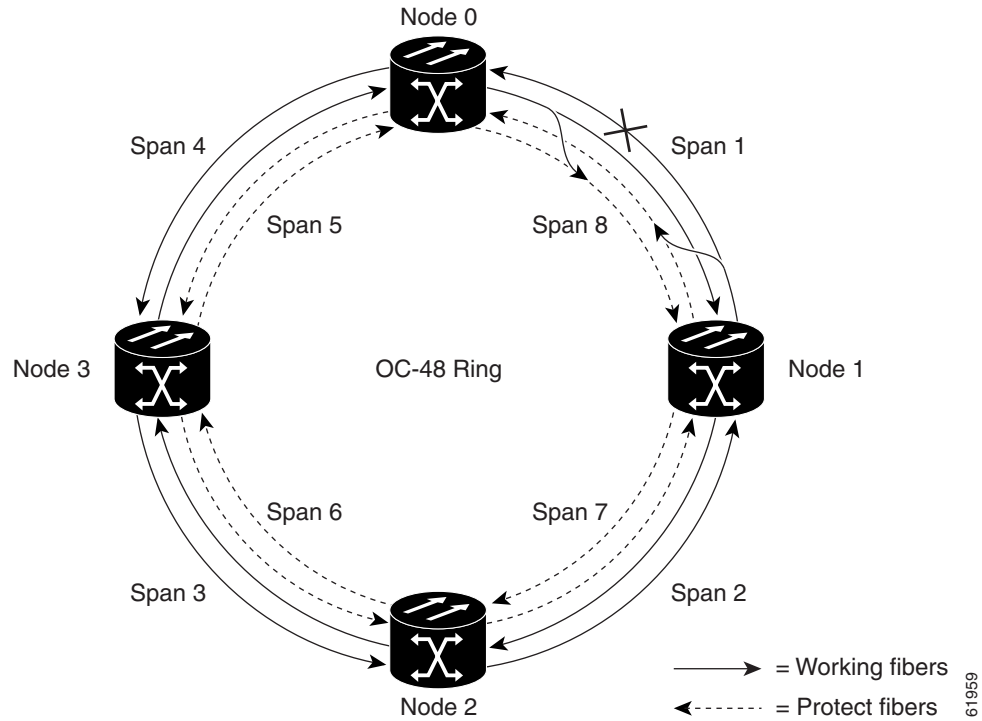 Node 0
Span 4
Span 1
Span 5
Span 8
Node 3
OC-48 Ring
Node 1
Span 6
Span 7
Span 3
Span 2
Node 2
= Working fibers
= Protect fibers
61959